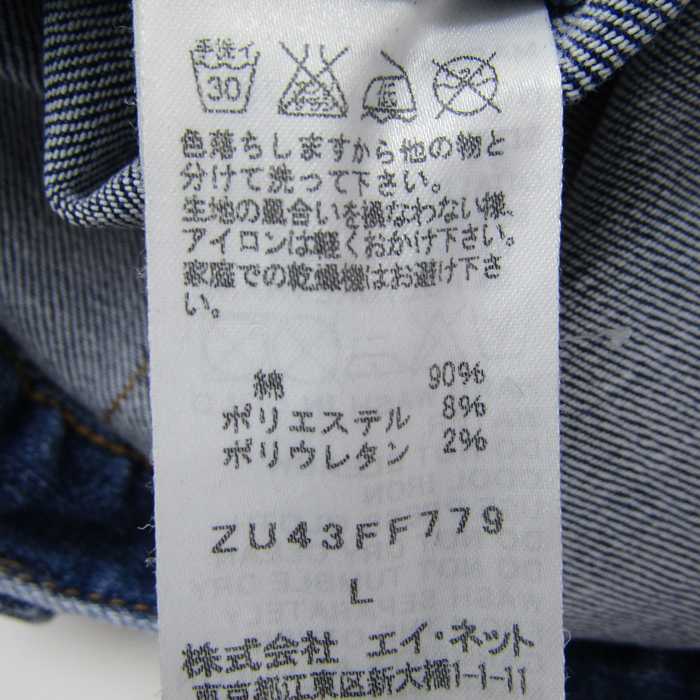 手洗イ
30
色落ちしますから他の物と
分けて洗って下さい。
生地の風合いを損なわない様、
アイロンは軽くおかけ下さい。
家庭での乾燥機はお避け下さ
い。
綿 90%
ポリエステル 8%
ポリウレタン 2%
ZU43FF779
L
株式会社 エイ・ネット
東京都江東区新大橋1-1-11